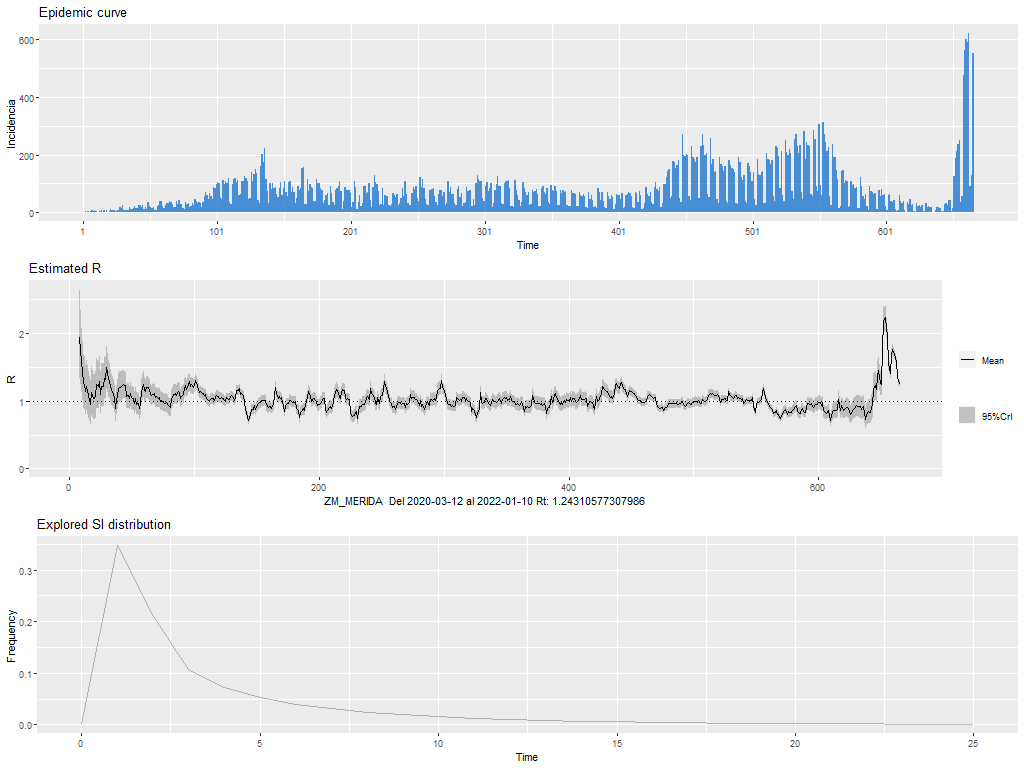 Epidemic curve
600
400
200
0
Incidencia
1
101
201
301
401
501
601
Time
Estimated R
2
1
0
R
Mean
95%CrI
0
200
400
600
ZM_MERIDA Del 2020-03-12 al 2022-01-10 Rt: 1.24310577307986
Explored SI distribution
0.3
0.2
0.1
0.0
Frequency
0
5
10
15
20
25
Time